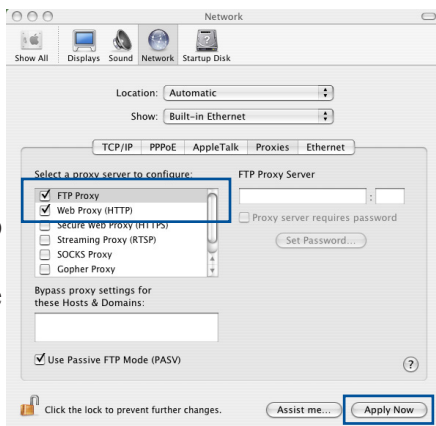 Network
Show All Displays Sound Network Startup Disk
Location: Automatic
Show: Built-in Ethernet
TCP/IP PPPoE AppleTalk Proxies Ethernet
Select a proxy server to configure:
FTP Proxy
Web Proxy (HTTP)
Secure Web Proxy (HTTPS)
Streaming Proxy (RTSP)
SOCKS Proxy
Gopher Proxy
FTP Proxy Server
:
Proxy server requires password
Set Password...
Bypass proxy settings for
these Hosts & Domains:
Use Passive FTP Mode (PASV)
?
Click the lock to prevent further changes.
Assist me... Apply Now